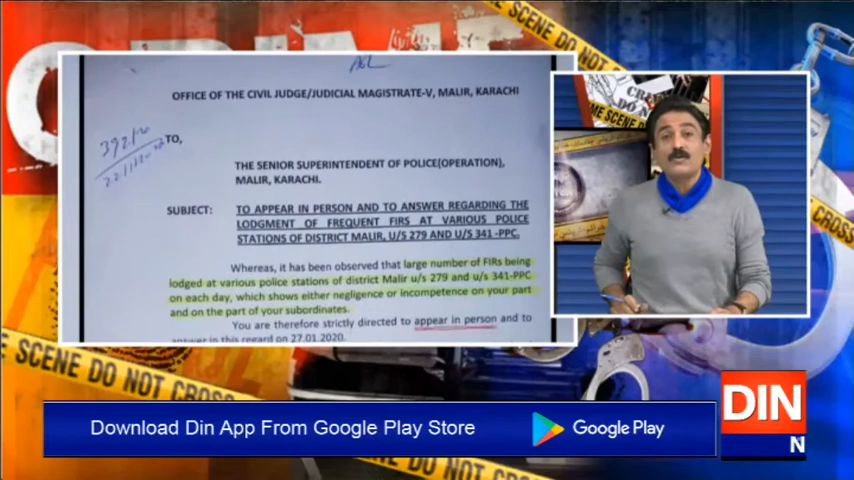 SCENE DO NOT CROSS
OFFICE OF THE CIVIL JUDGE/JUDICIAL MAGISTRATE-V, MALIR, KARACHI
TO,
THE SENIOR SUPERINTENDENT OF POLICE(OPERATION),
MALIR, KARACHI.
SUBJECT: TO APPEAR IN PERSON AND TO ANSWER REGARDING THE
LODGMENT OF FREQUENT FIRS AT VARIOUS POLICE
STATIONS OF DISTRICT MALIR, U/S 279 AND U/S 341 -PPC.
Whereas, it has been observed that large number of FIRs being
lodged at various police stations of district Malir u/s 279 and u/s 341-PPC
on each day, which shows either negligence or incompetence on your part
and on the part of your subordinates.
You are therefore strictly directed to appear in person and to
answer in this regard on 27.01.2020.
SCENE DO NOT CROSS
Download Din App From Google Play Store
Google Play
DIN
N